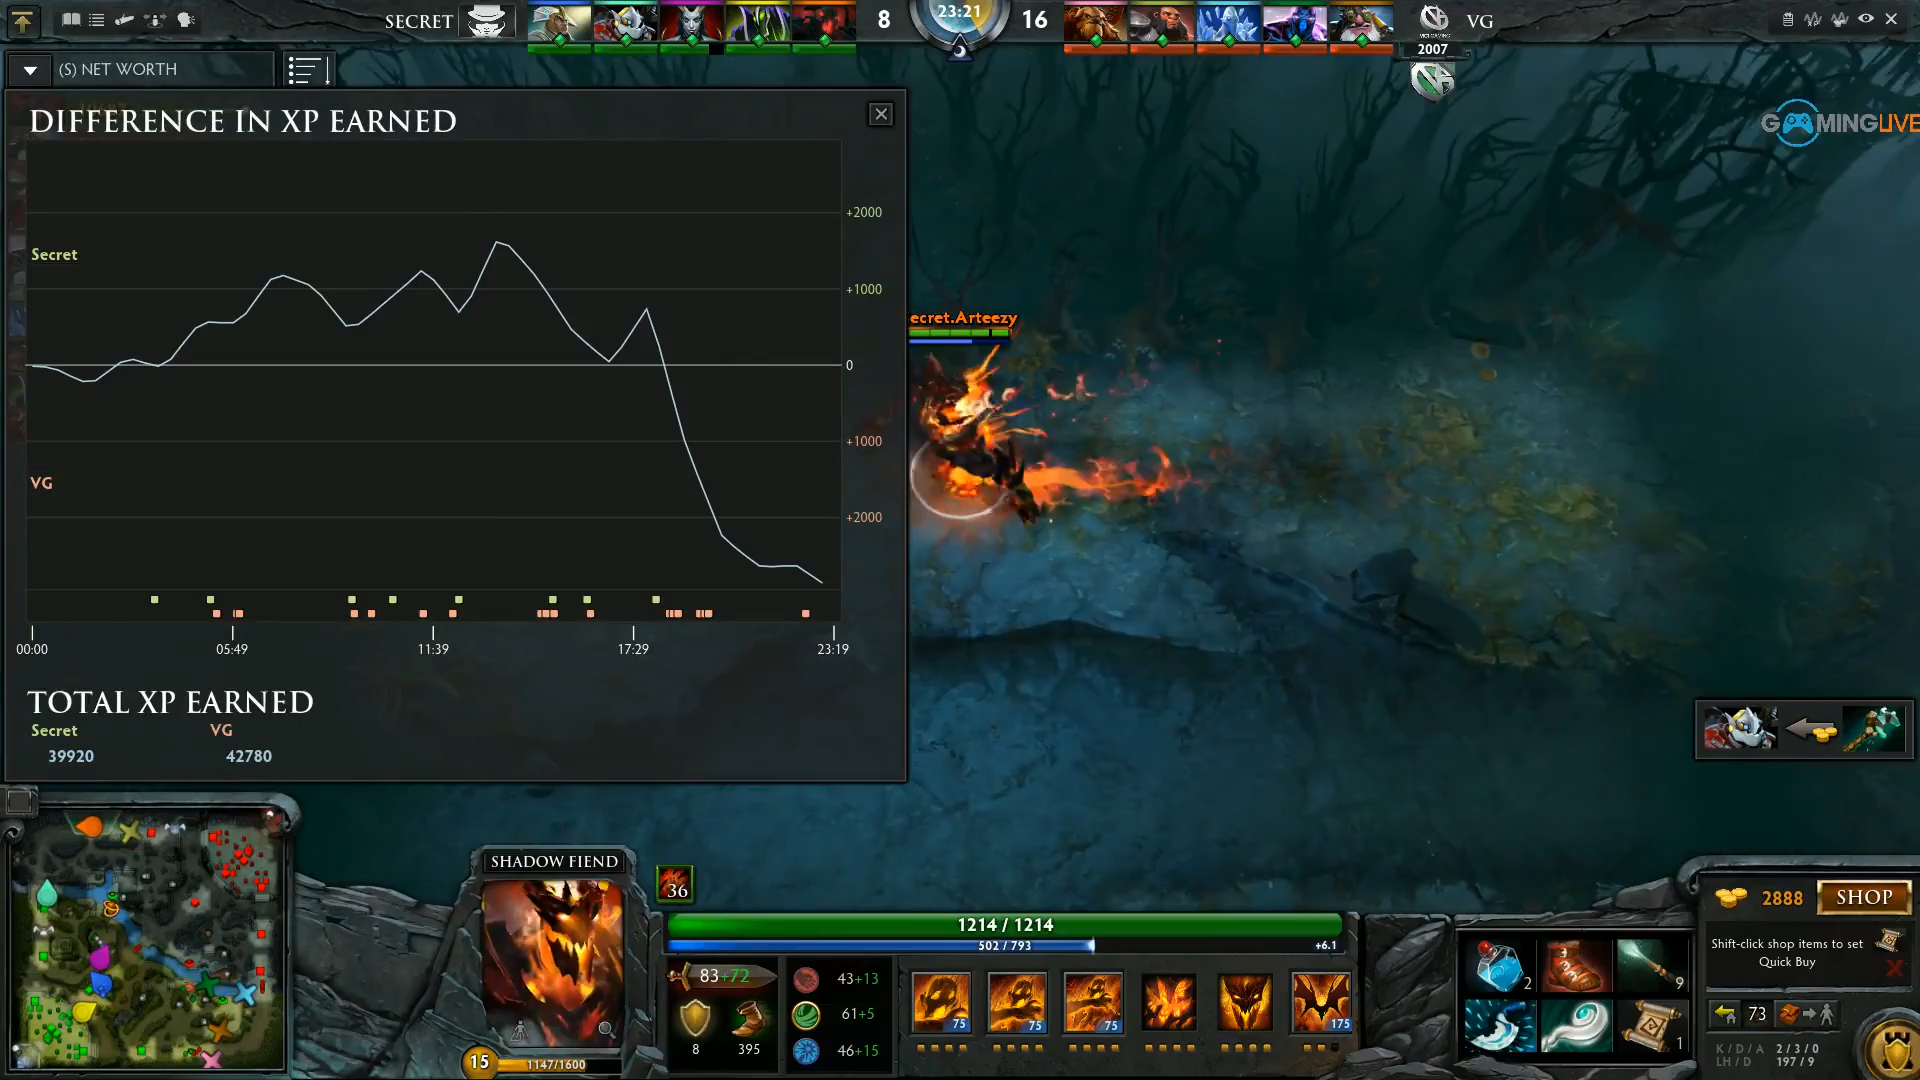 SECRET
8
23:21
16
VG
VICI GAMING
2007
(S) NET WORTH
GAMINGLIVE
DIFFERENCE IN XP EARNED
+2000
Secret
+1000
0
+1000
VG
+2000
00:00
05:49
11:39
17:29
23:19
TOTAL XP EARNED
Secret
VG
39920
42780
ecret.Arteezy
SHADOW FIEND
36
1214 / 1214
502 / 793
+6.1
83+72
43+13
61+5
46+15
8
395
75
75
75
175
15
1147/1600
2
9
1
2888
SHOP
Shift-click shop items to set
Quick Buy
73
K / D / A 2 / 3 / 0
LH / D 197 / 9